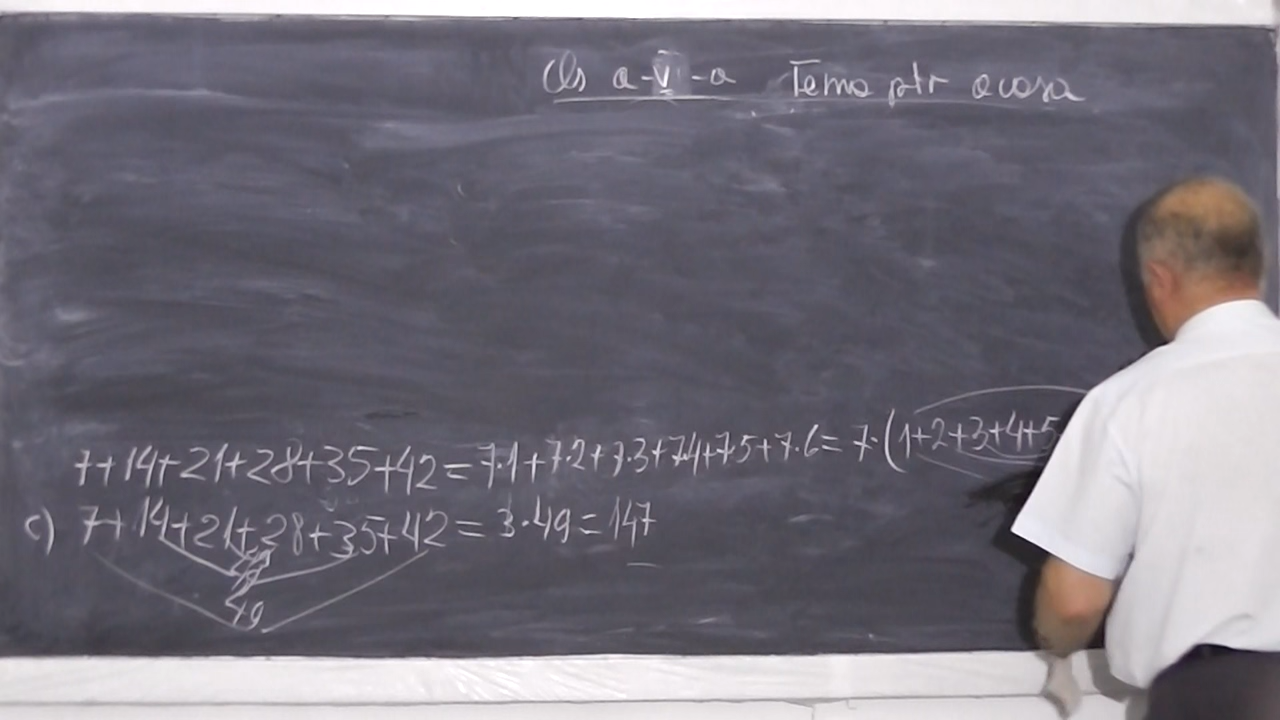 Cls a-VI-a Tema ptr acasa
7+14+21+28+35+42=7·1+7·2+7·3+7·4+7·5+7·6=7·(1+2+3+4+5
c) 7+14+21+28+35+42=3·49=147
49